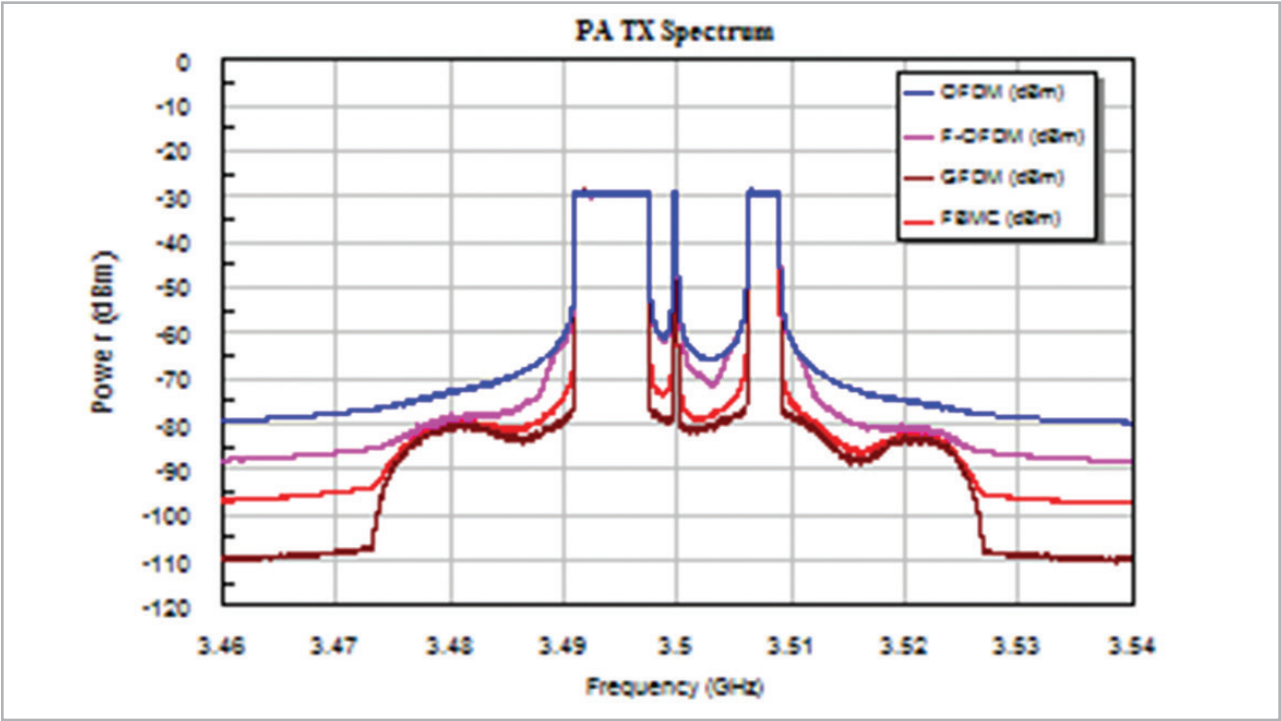 PA TX Spectrum
0
-10
-20
-30
-40
-50
-60
-70
-80
-90
-100
-110
-120
Power (dBm)
OFDM (dBm)
F-OFDM (dBm)
GFDM (dBm)
FBMC (dBm)
3.46 3.47 3.48 3.49 3.5 3.51 3.52 3.53 3.54
Frequency (GHz)